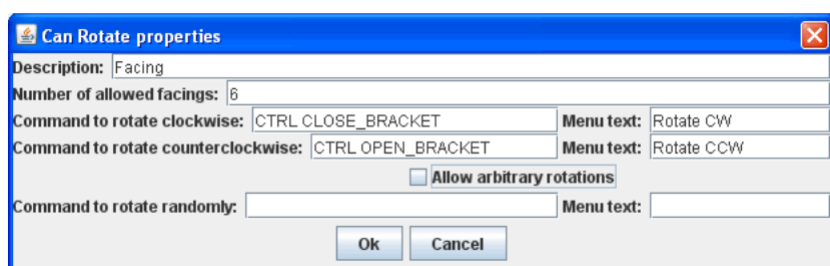 Can Rotate properties
Description: Facing
Number of allowed facings: 6
Command to rotate clockwise: CTRL CLOSE_BRACKET Menu text: Rotate CW
Command to rotate counterclockwise: CTRL OPEN_BRACKET Menu text: Rotate CCW
Allow arbitrary rotations
Command to rotate randomly: Menu text:
Ok Cancel